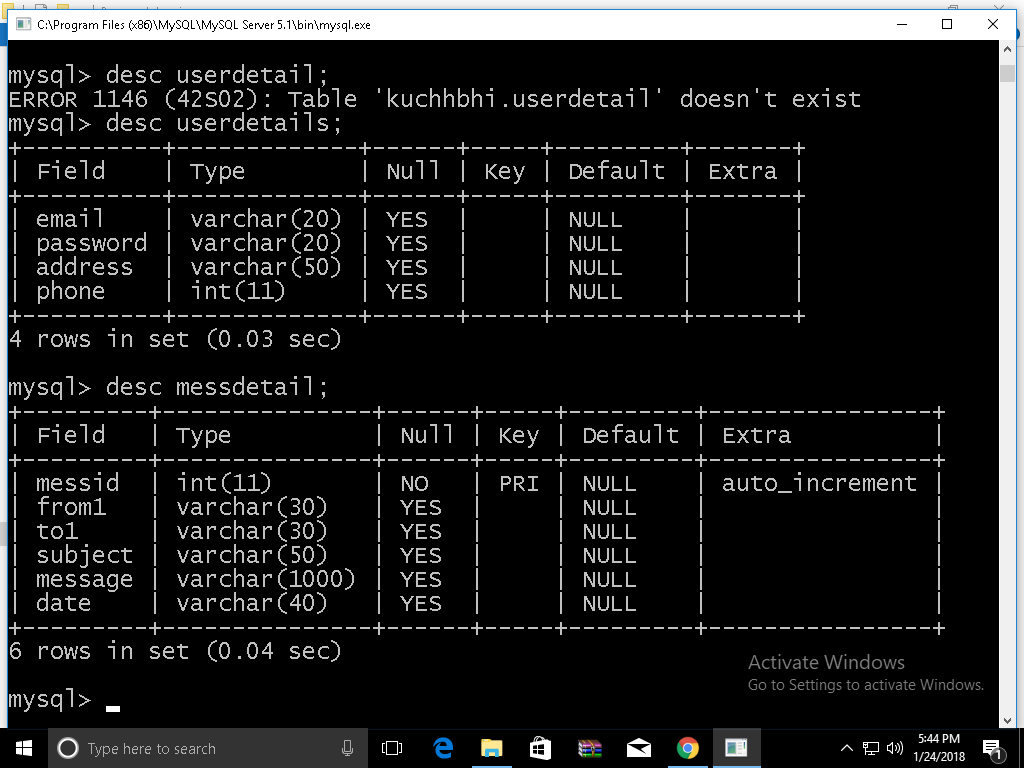 C:\Program Files (x86)\MySQL\MySQL Server 5.1\bin\mysql.exe
mysql> desc userdetail;
ERROR 1146 (42S02): Table 'kuchhbhi.userdetail' doesn't exist
mysql> desc userdetails;
+----------+-------------+------+-----+---------+-------+
| Field    | Type        | Null | Key | Default | Extra |
+----------+-------------+------+-----+---------+-------+
| email    | varchar(20) | YES  |     | NULL    |       |
| password | varchar(20) | YES  |     | NULL    |       |
| address  | varchar(50) | YES  |     | NULL    |       |
| phone    | int(11)     | YES  |     | NULL    |       |
+----------+-------------+------+-----+---------+-------+
4 rows in set (0.03 sec)
mysql> desc messdetail;
+---------+---------------+------+-----+---------+----------------+
| Field   | Type          | Null | Key | Default | Extra          |
+---------+---------------+------+-----+---------+----------------+
| messid  | int(11)       | NO   | PRI | NULL    | auto_increment |
| from1   | varchar(30)   | YES  |     | NULL    |                |
| to1     | varchar(30)   | YES  |     | NULL    |                |
| subject | varchar(50)   | YES  |     | NULL    |                |
| message | varchar(1000) | YES  |     | NULL    |                |
| date    | varchar(40)   | YES  |     | NULL    |                |
+---------+---------------+------+-----+---------+----------------+
6 rows in set (0.04 sec)
Activate Windows
Go to Settings to activate Windows.
mysql> _
Type here to search
5:44 PM
1/24/2018
1